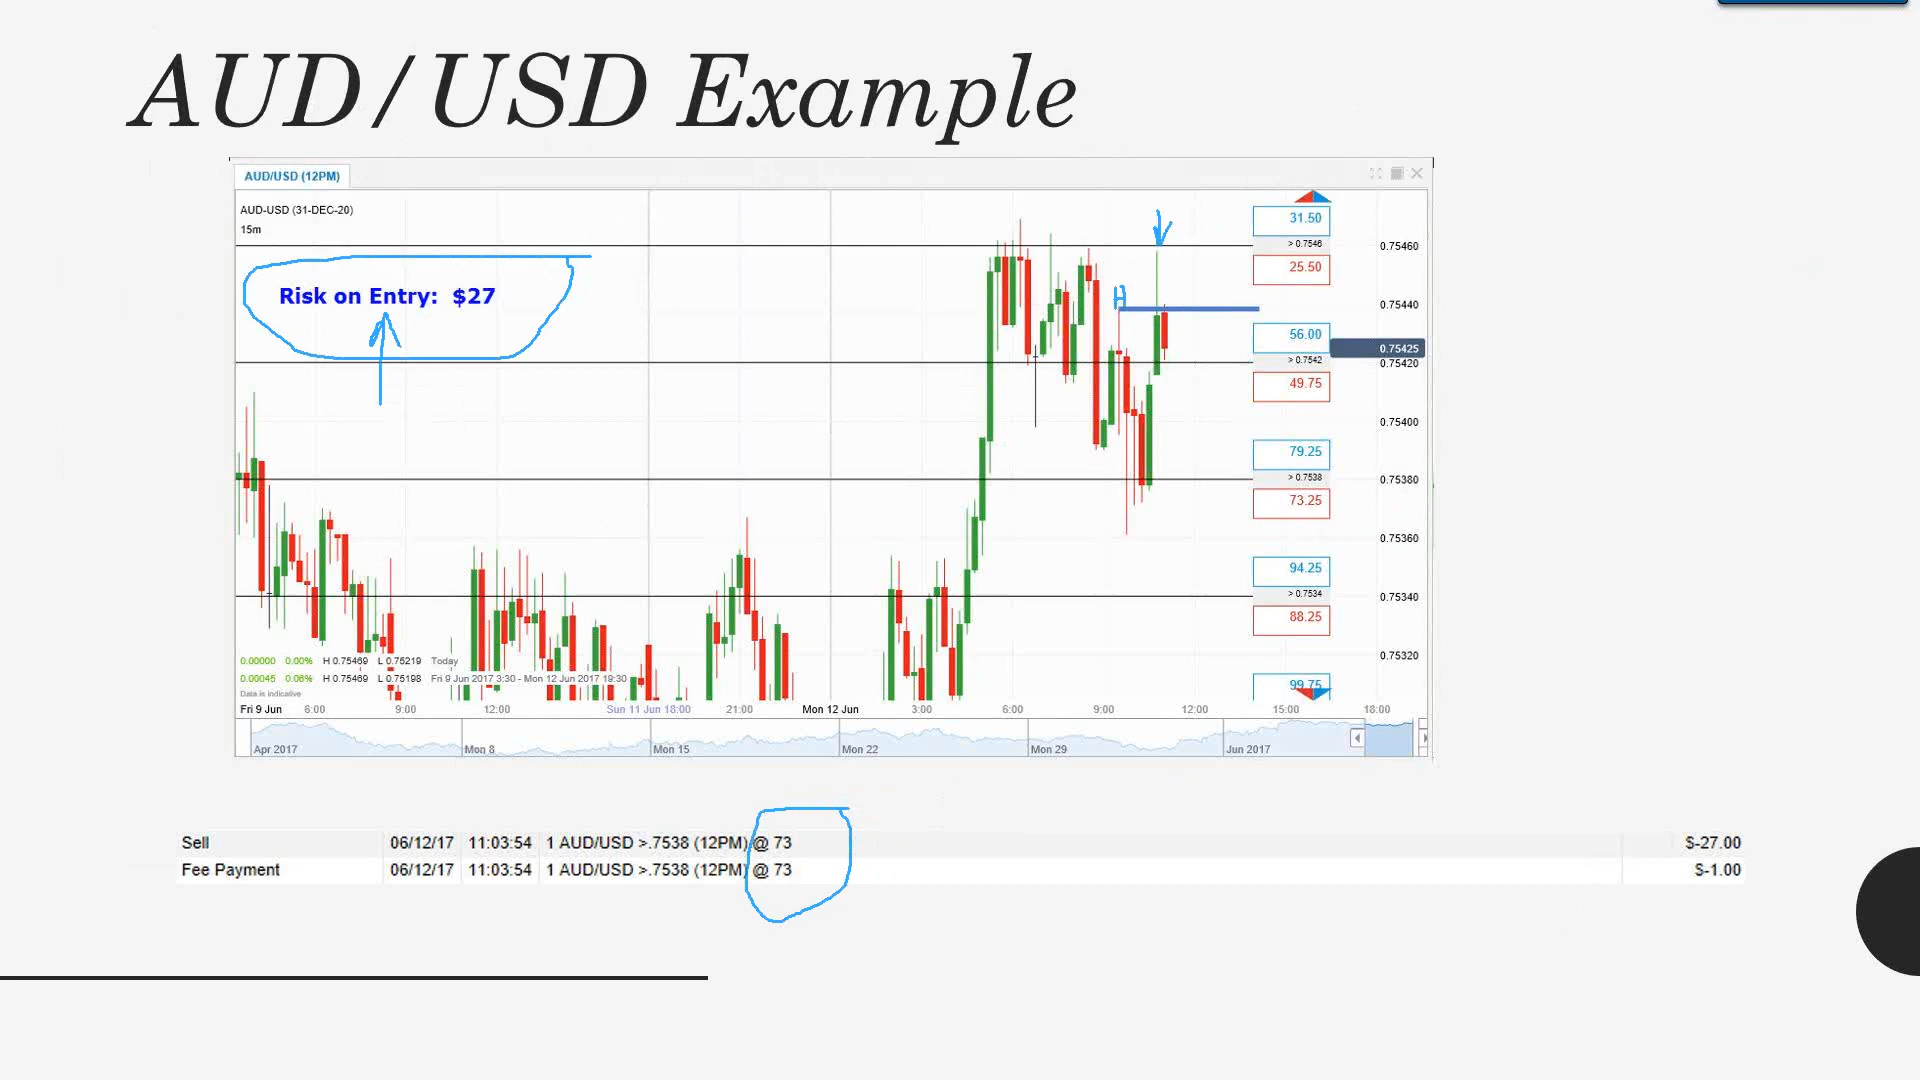 AUD/USD Example
AUD/USD (12PM)
AUD-USD (31-DEC-20)
15m
Risk on Entry: $27
H
31.50
> 0.7546
25.50
56.00
> 0.7542
49.75
79.25
> 0.7538
73.25
94.25
> 0.7534
88.25
99.75
0.75460
0.75440
0.75425
0.75420
0.75400
0.75380
0.75360
0.75340
0.75320
0.00000 0.00% H 0.75469 L 0.75219 Today
0.00045 0.06% H 0.75469 L 0.75198 Fri 9 Jun 2017 3:30 - Mon 12 Jun 2017 19:30
Data is indicative
Fri 9 Jun 6:00 9:00 12:00 Sun 11 Jun 18:00 21:00 Mon 12 Jun 3:00 6:00 9:00 12:00 15:00 18:00
Apr 2017 Mon 8 Mon 15 Mon 22 Mon 29 Jun 2017
Sell 06/12/17 11:03:54 1 AUD/USD >.7538 (12PM) @ 73 $-27.00
Fee Payment 06/12/17 11:03:54 1 AUD/USD >.7538 (12PM) @ 73 $-1.00